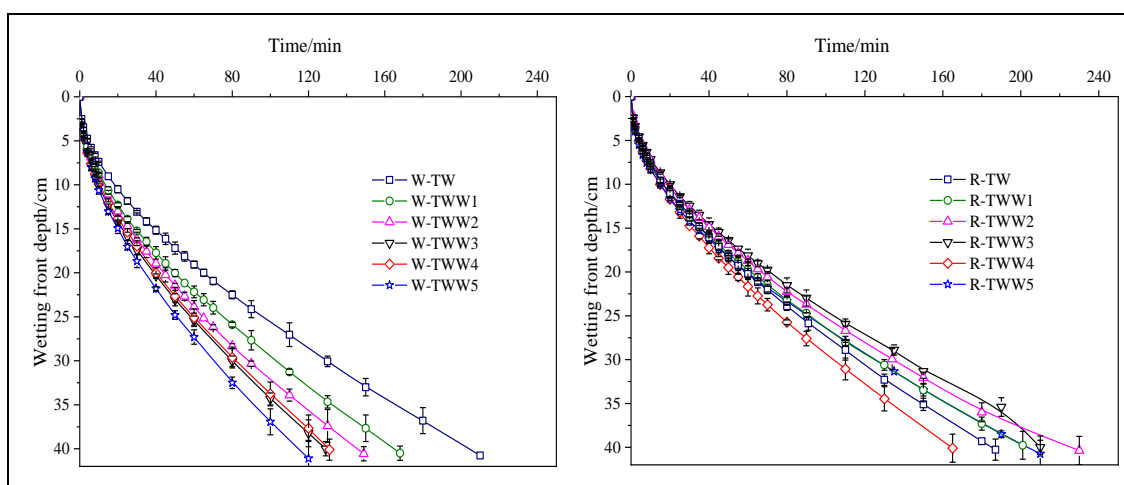 Time/min
0 40 80 120 160 200 240
Wetting front depth/cm
0
5
10
15
20
25
30
35
40
W-TW
W-TWW1
W-TWW2
W-TWW3
W-TWW4
W-TWW5
Time/min
0 40 80 120 160 200 240
Wetting front depth/cm
0
5
10
15
20
25
30
35
40
R-TW
R-TWW1
R-TWW2
R-TWW3
R-TWW4
R-TWW5